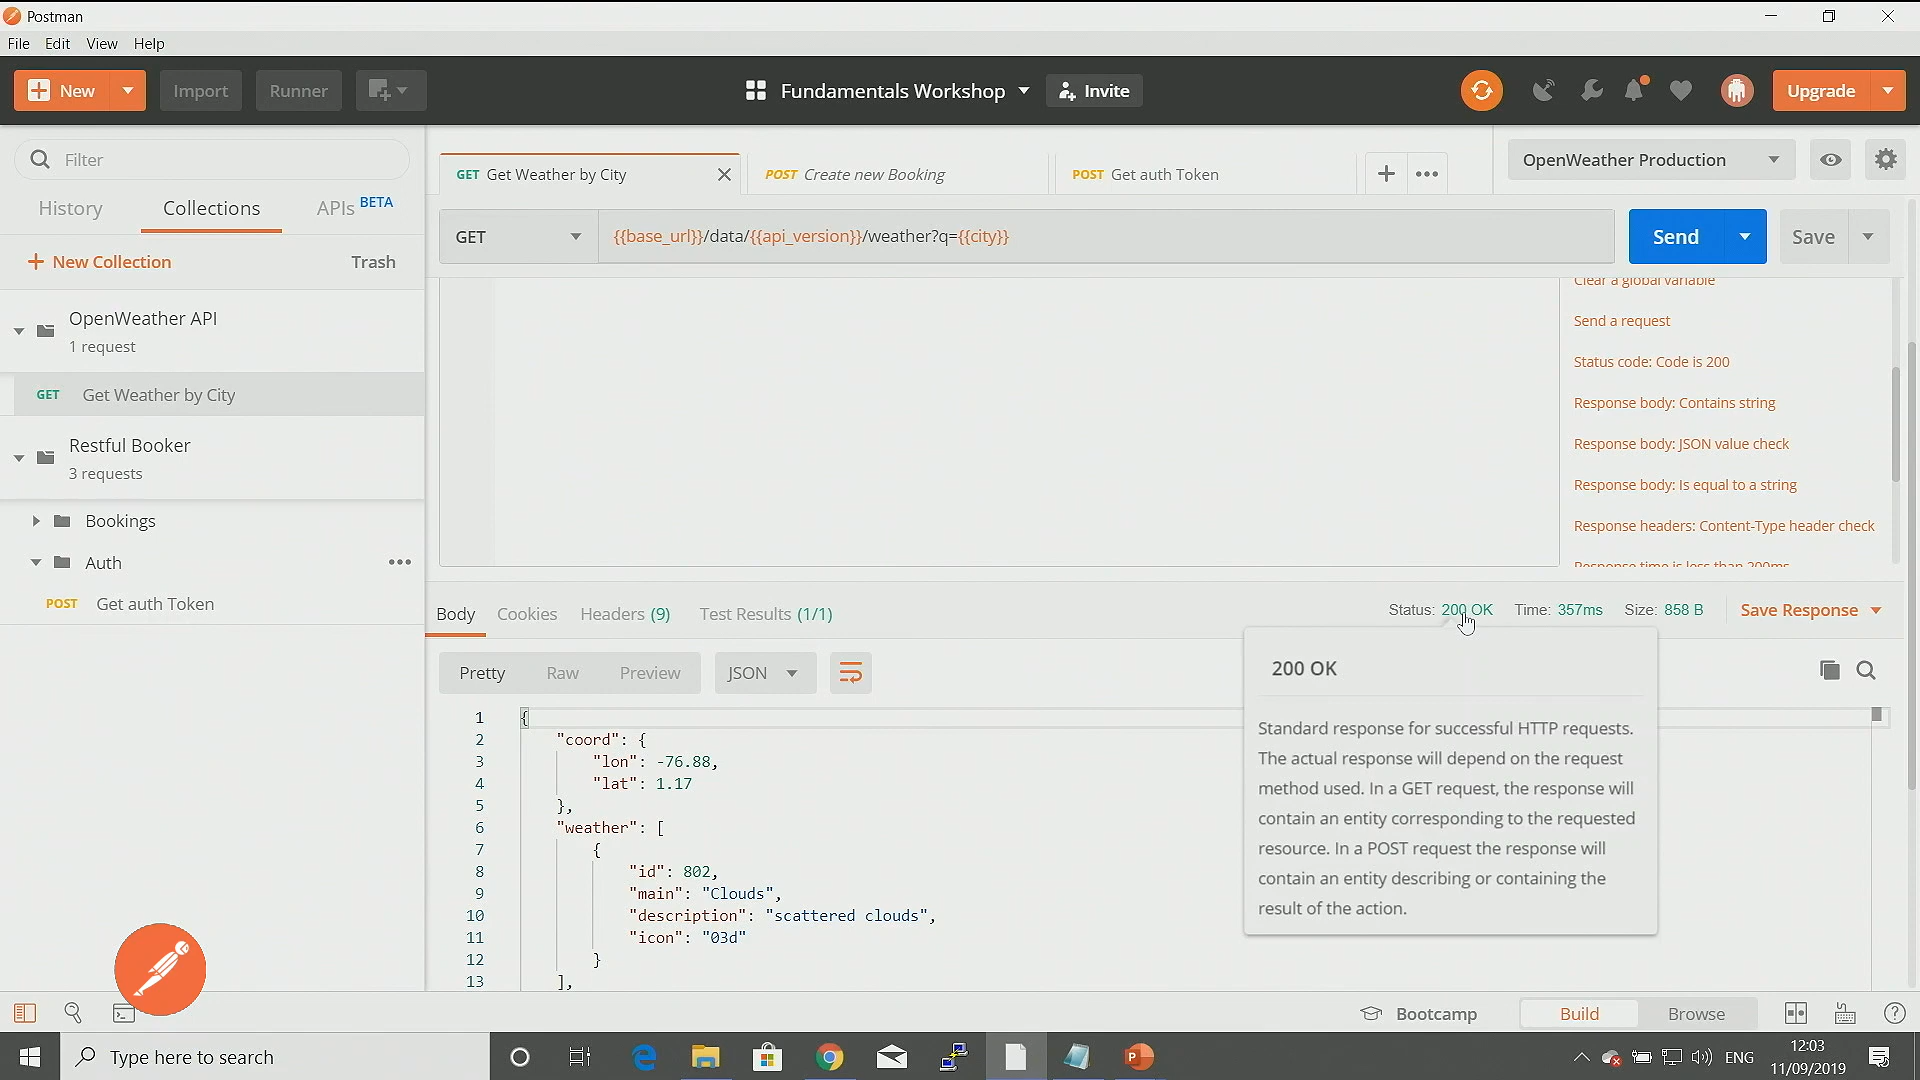 Postman
File Edit View Help
New Import Runner Fundamentals Workshop Invite Upgrade
Filter
History Collections APIs BETA
New Collection Trash
OpenWeather API
1 request
GET Get Weather by City
Restful Booker
3 requests
Bookings
Auth
POST Get auth Token
GET Get Weather by City POST Create new Booking POST Get auth Token
OpenWeather Production
GET {{base_url}}/data/{{api_version}}/weather?q={{city}} Send Save
Clear a global variable
Send a request
Status code: Code is 200
Response body: Contains string
Response body: JSON value check
Response body: Is equal to a string
Response headers: Content-Type header check
Response time is less than 200ms
Body Cookies Headers (9) Test Results (1/1) Status: 200 OK Time: 357ms Size: 858 B Save Response
Pretty Raw Preview JSON
1 {
2 "coord": {
3 "lon": -76.88,
4 "lat": 1.17
5 },
6 "weather": [
7 {
8 "id": 802,
9 "main": "Clouds",
10 "description": "scattered clouds",
11 "icon": "03d"
12 }
13 ],
200 OK
Standard response for successful HTTP requests.
The actual response will depend on the request
method used. In a GET request, the response will
contain an entity corresponding to the requested
resource. In a POST request the response will
contain an entity describing or containing the
result of the action.
Bootcamp Build Browse
Type here to search
ENG
12:03
11/09/2019